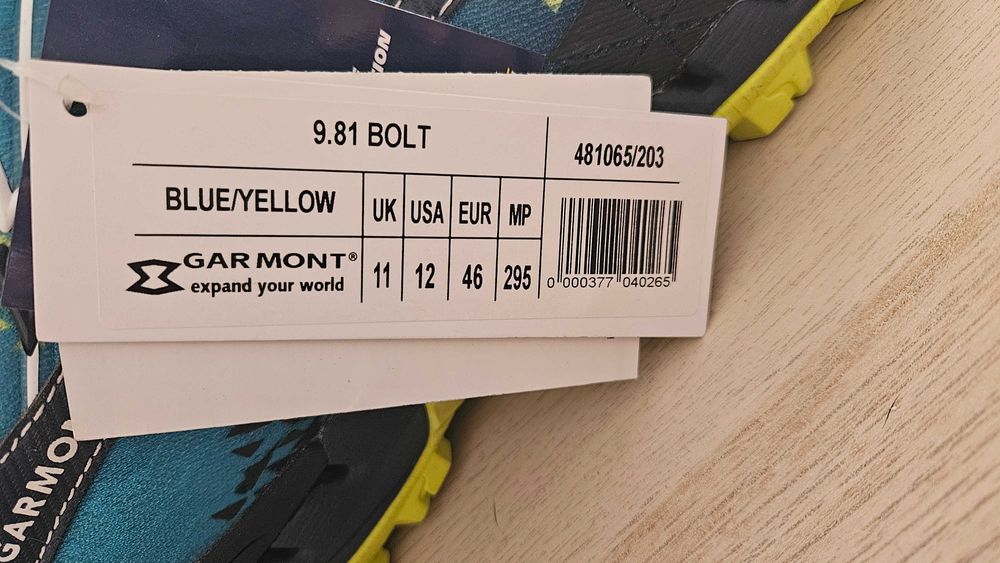 9.81 BOLT
481065/203
BLUE/YELLOW
UK USA EUR MP
11 12 46 295
GARMONT®
expand your world
0 000377 040265
GARMO